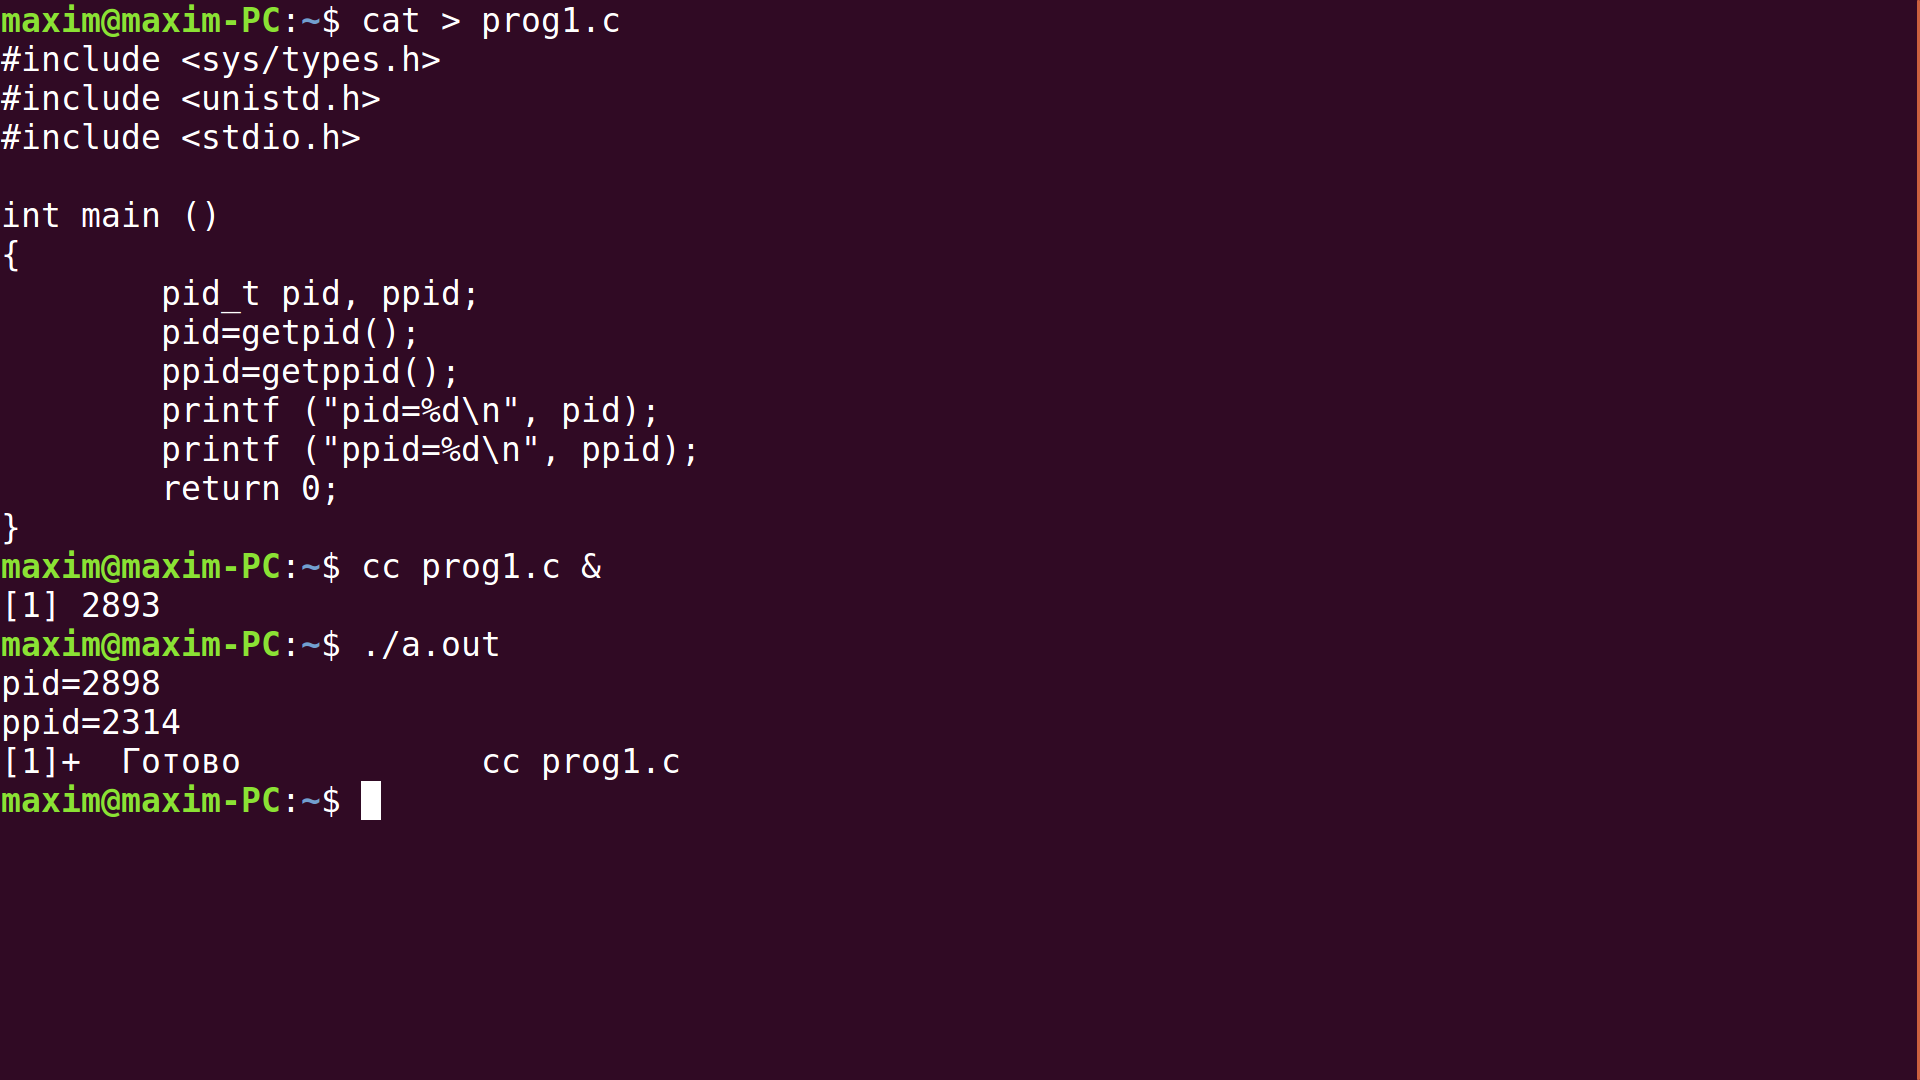 maxim@maxim-PC:~$ cat > prog1.c
#include <sys/types.h>
#include <unistd.h>
#include <stdio.h>

int main ()
{
        pid_t pid, ppid;
        pid=getpid();
        ppid=getppid();
        printf ("pid=%d\n", pid);
        printf ("ppid=%d\n", ppid);
        return 0;
}
maxim@maxim-PC:~$ cc prog1.c &
[1] 2893
maxim@maxim-PC:~$ ./a.out
pid=2898
ppid=2314
[1]+  Готово            cc prog1.c
maxim@maxim-PC:~$